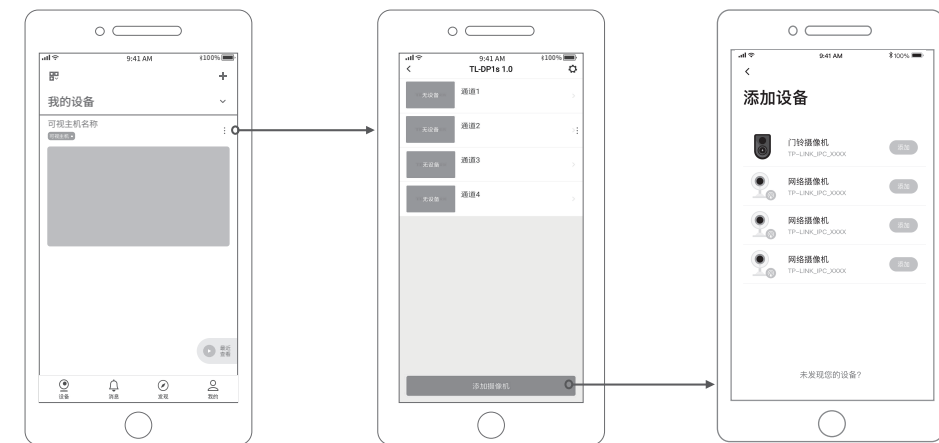 9:41 AM
100%
我的设备
可视主机名称
可视主机
最近
查看
设备
消息
发现
我的
9:41 AM
100%
TL-DP1s 1.0
无设备
通道1
无设备
通道2
无设备
通道3
无设备
通道4
添加摄像机
9:41 AM
100%
添加设备
门铃摄像机
TP-LINK_IPC_XXXX
添加
网络摄像机
TP-LINK_IPC_XXXX
添加
网络摄像机
TP-LINK_IPC_XXXX
添加
网络摄像机
TP-LINK_IPC_XXXX
添加
未发现您的设备?